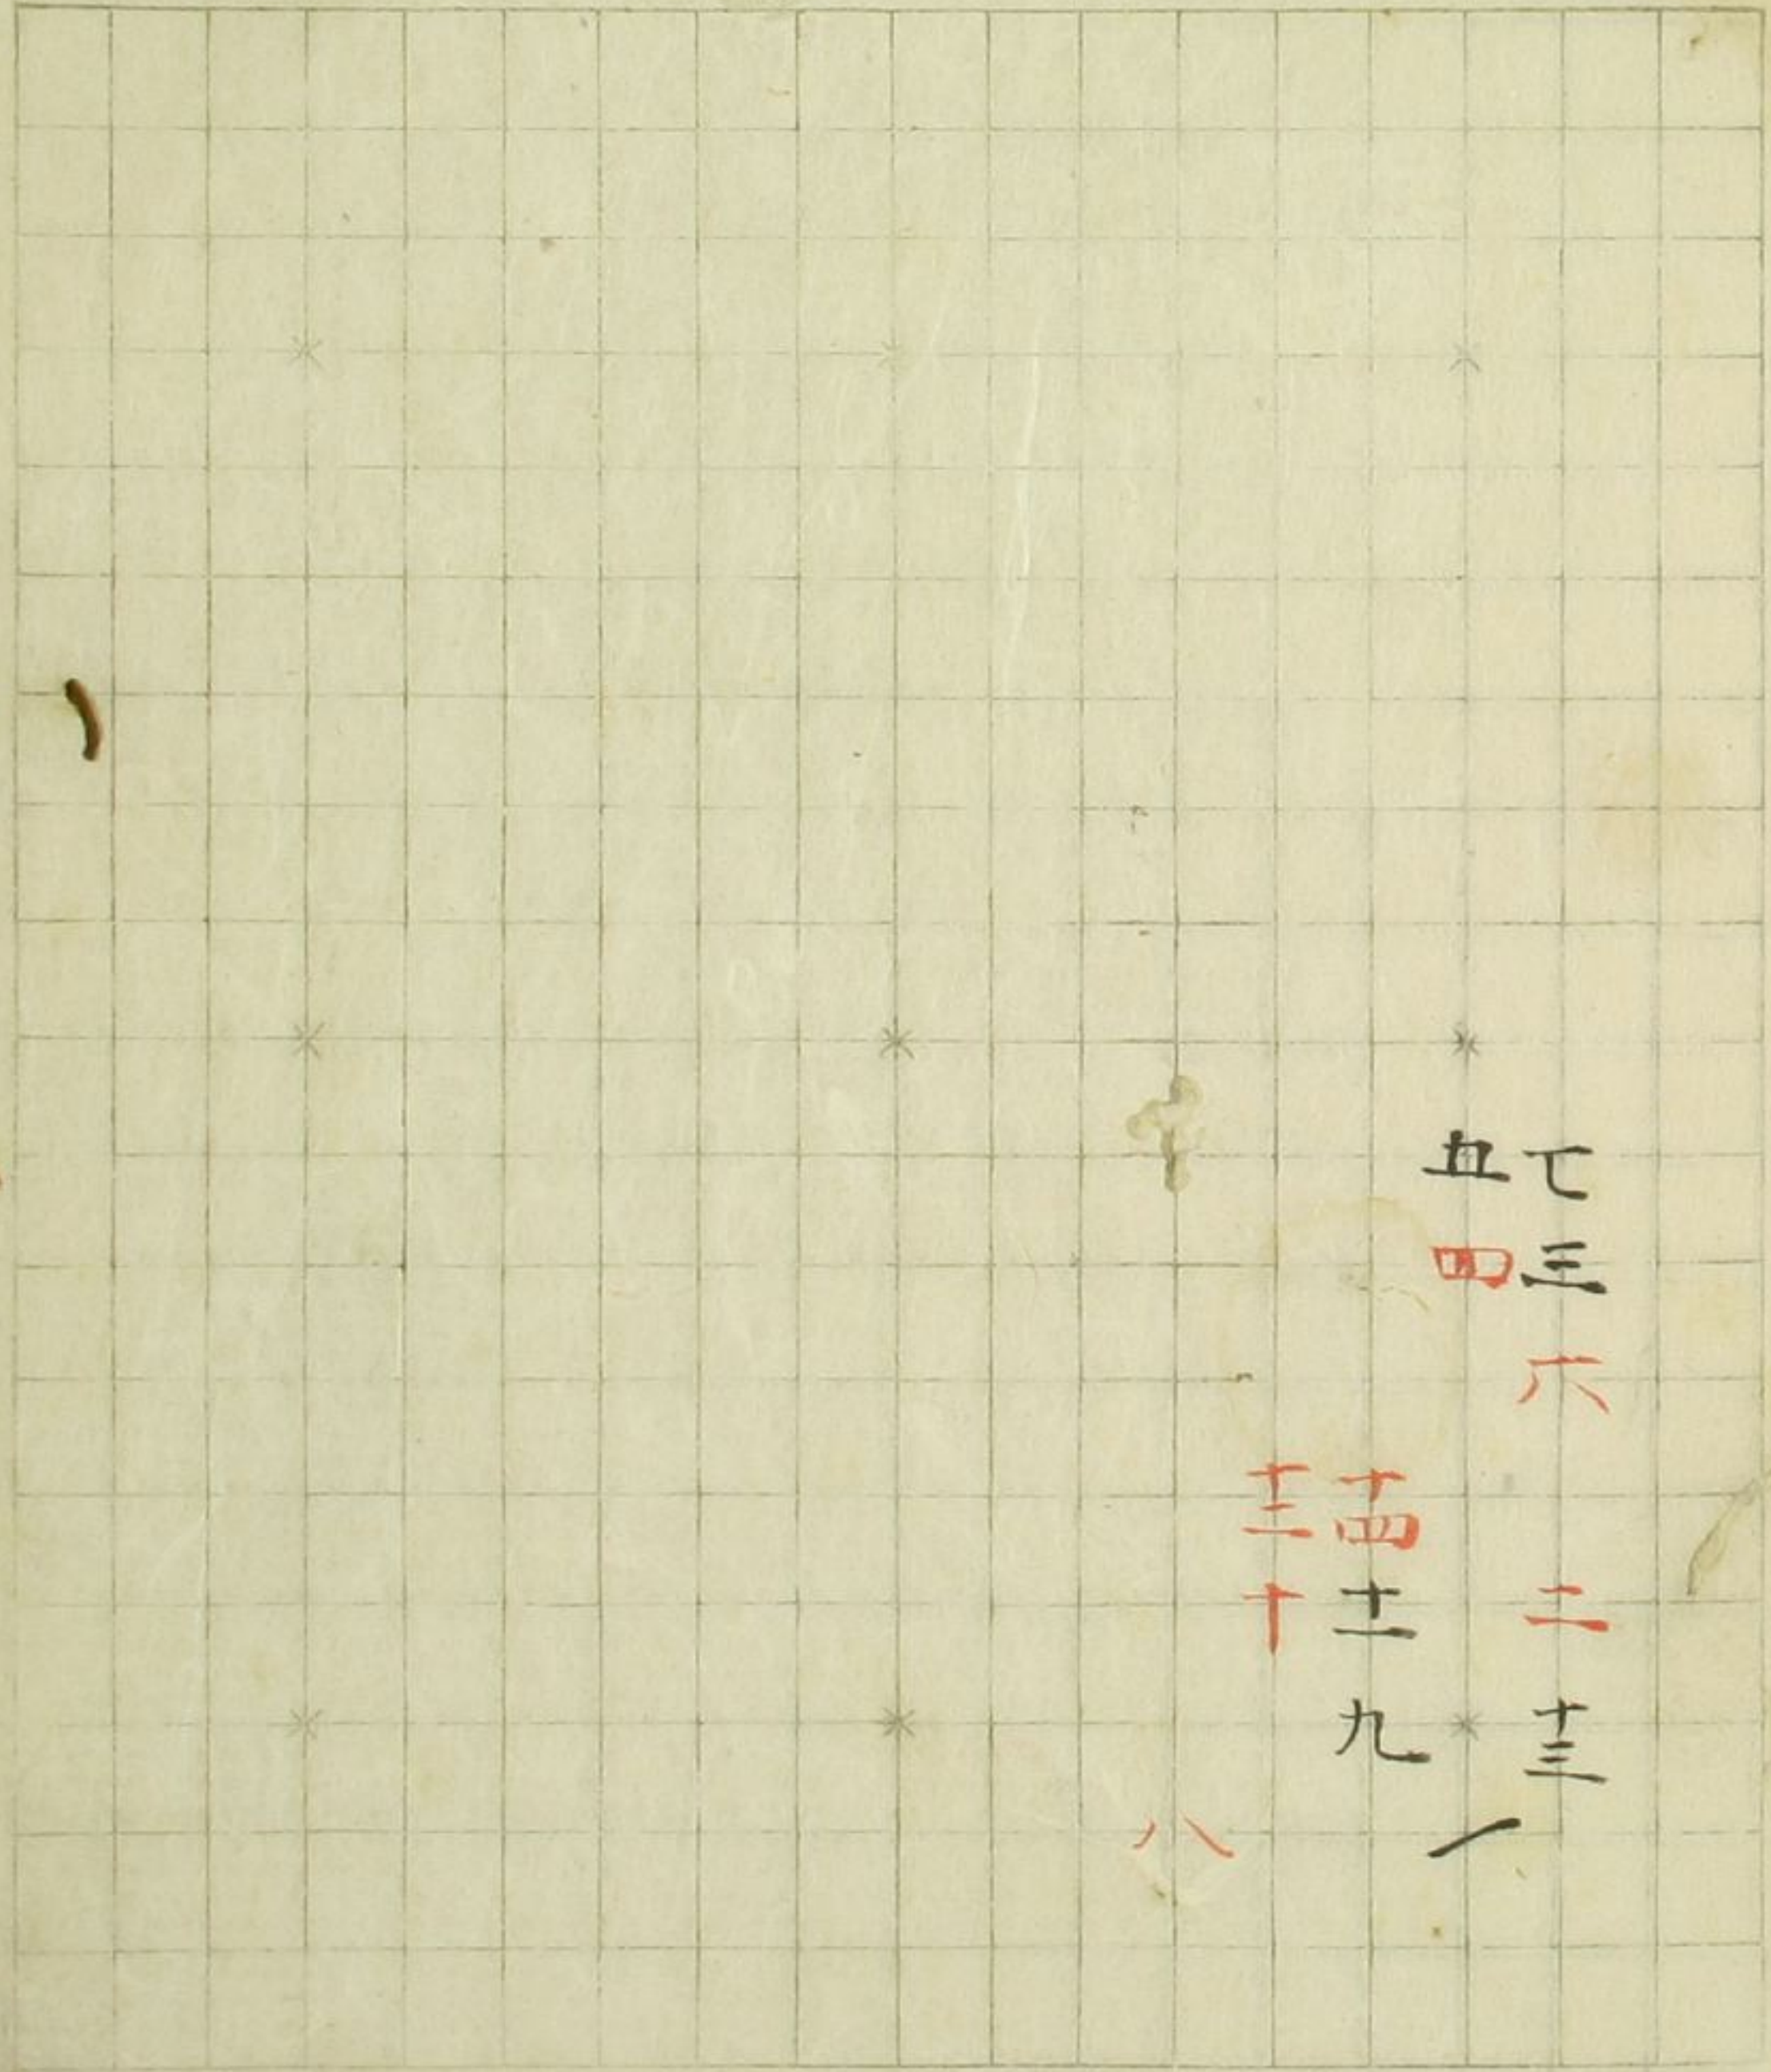 七三六二十三
五四一
十四十一九
十二十
八